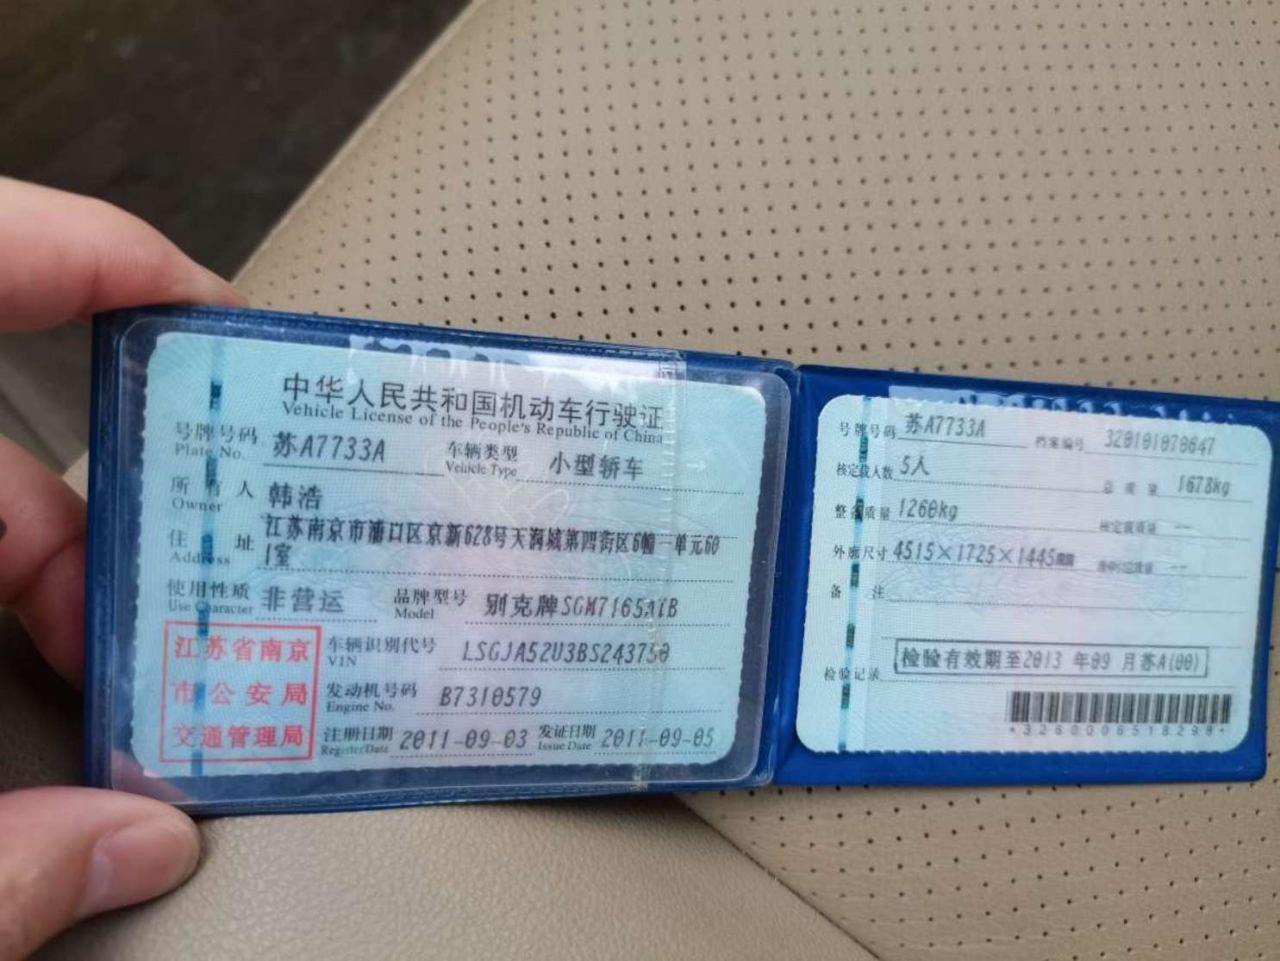 中华人民共和国机动车行驶证
Vehicle License of the People's Republic of China
号牌号码 苏A7733A 车辆类型 小型轿车
Plate No. Vehicle Type
所有人 韩浩
Owner
住址 江苏南京市浦口区京新628号天润城第四街区6幢一单元60
Address 1室
使用性质 非营运 品牌型号 别克牌SGM7165ATB
Use Character Model
江苏省南京
市公安局
交通管理局
车辆识别代号 LSGJA52U3BS243750
VIN
发动机号码 B7310579
Engine No.
注册日期 2011-09-03 发证日期 2011-09-05
Register Date Issue Date
号牌号码 苏A7733A 档案编号 320101070647
核定载人数 5人 总质量 1678kg
整备质量 1260kg 核定载质量 --
外廓尺寸 4515×1725×1445 --
备注
检验记录 检验有效期至2013年09月苏A(00)
*3260006518298*